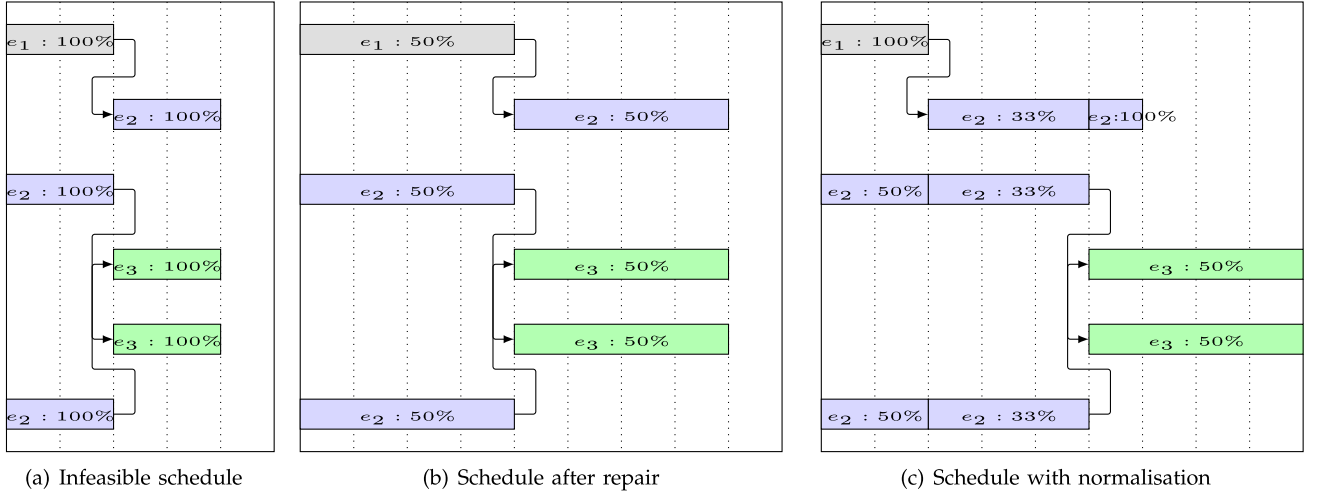 e1 : 100%
e2 : 100%
e2 : 100%
e3 : 100%
e3 : 100%
e2 : 100%
(a) Infeasible schedule
e1 : 50%
e2 : 50%
e2 : 50%
e3 : 50%
e3 : 50%
e2 : 50%
(b) Schedule after repair
e1 : 100%
e2 : 33% e2:100%
e2 : 50% e2 : 33%
e3 : 50%
e3 : 50%
e2 : 50% e2 : 33%
(c) Schedule with normalisation